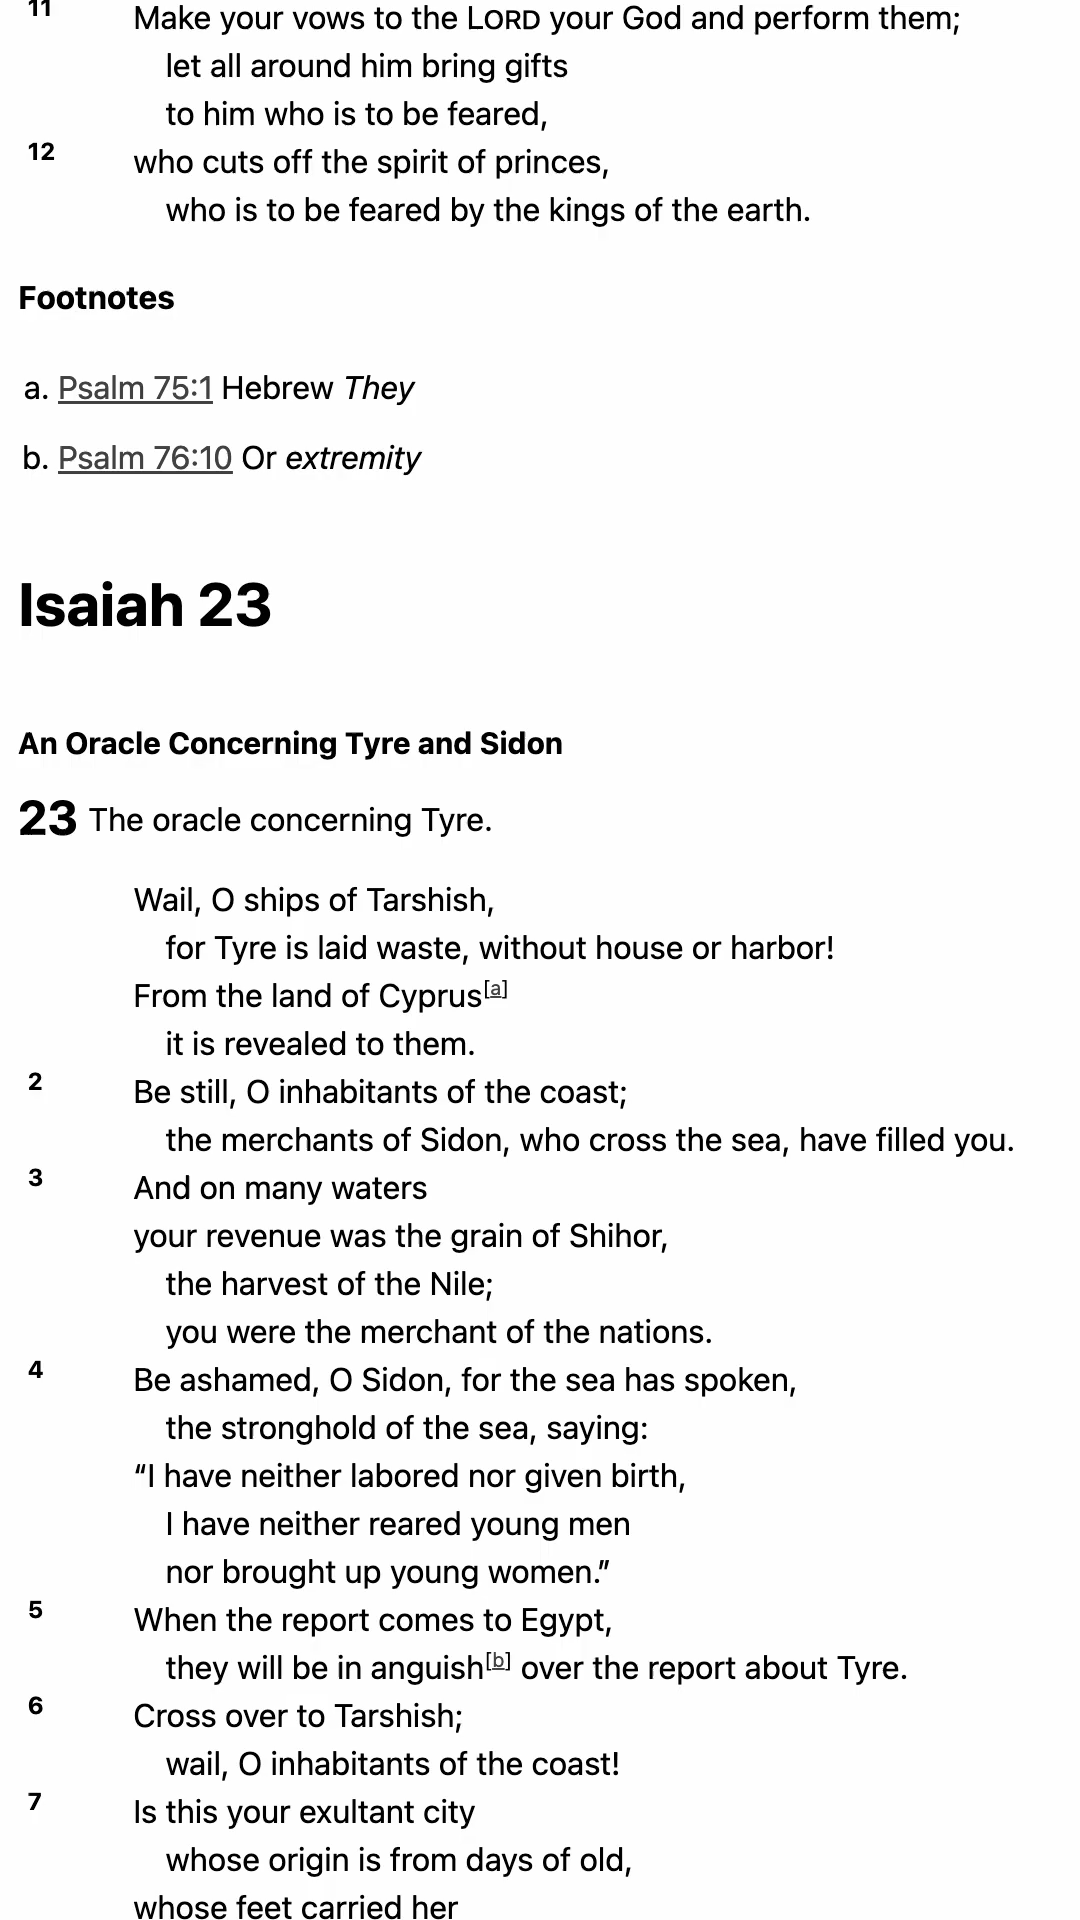 11 Make your vows to the LORD your God and perform them;
let all around him bring gifts
to him who is to be feared,
12 who cuts off the spirit of princes,
who is to be feared by the kings of the earth.
Footnotes
a. Psalm 75:1 Hebrew They
b. Psalm 76:10 Or extremity
Isaiah 23
An Oracle Concerning Tyre and Sidon
23 The oracle concerning Tyre.
Wail, O ships of Tarshish,
for Tyre is laid waste, without house or harbor!
From the land of Cyprus[a]
it is revealed to them.
2 Be still, O inhabitants of the coast;
the merchants of Sidon, who cross the sea, have filled you.
3 And on many waters
your revenue was the grain of Shihor,
the harvest of the Nile;
you were the merchant of the nations.
4 Be ashamed, O Sidon, for the sea has spoken,
the stronghold of the sea, saying:
“I have neither labored nor given birth,
I have neither reared young men
nor brought up young women.”
5 When the report comes to Egypt,
they will be in anguish[b] over the report about Tyre.
6 Cross over to Tarshish;
wail, O inhabitants of the coast!
7 Is this your exultant city
whose origin is from days of old,
whose feet carried her